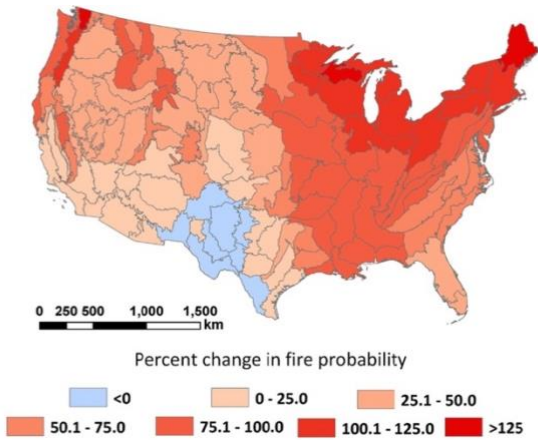 0 250 500 1,000 1,500
km
Percent change in fire probability
<0 0 - 25.0 25.1 - 50.0
50.1 - 75.0 75.1 - 100.0 100.1 - 125.0 >125